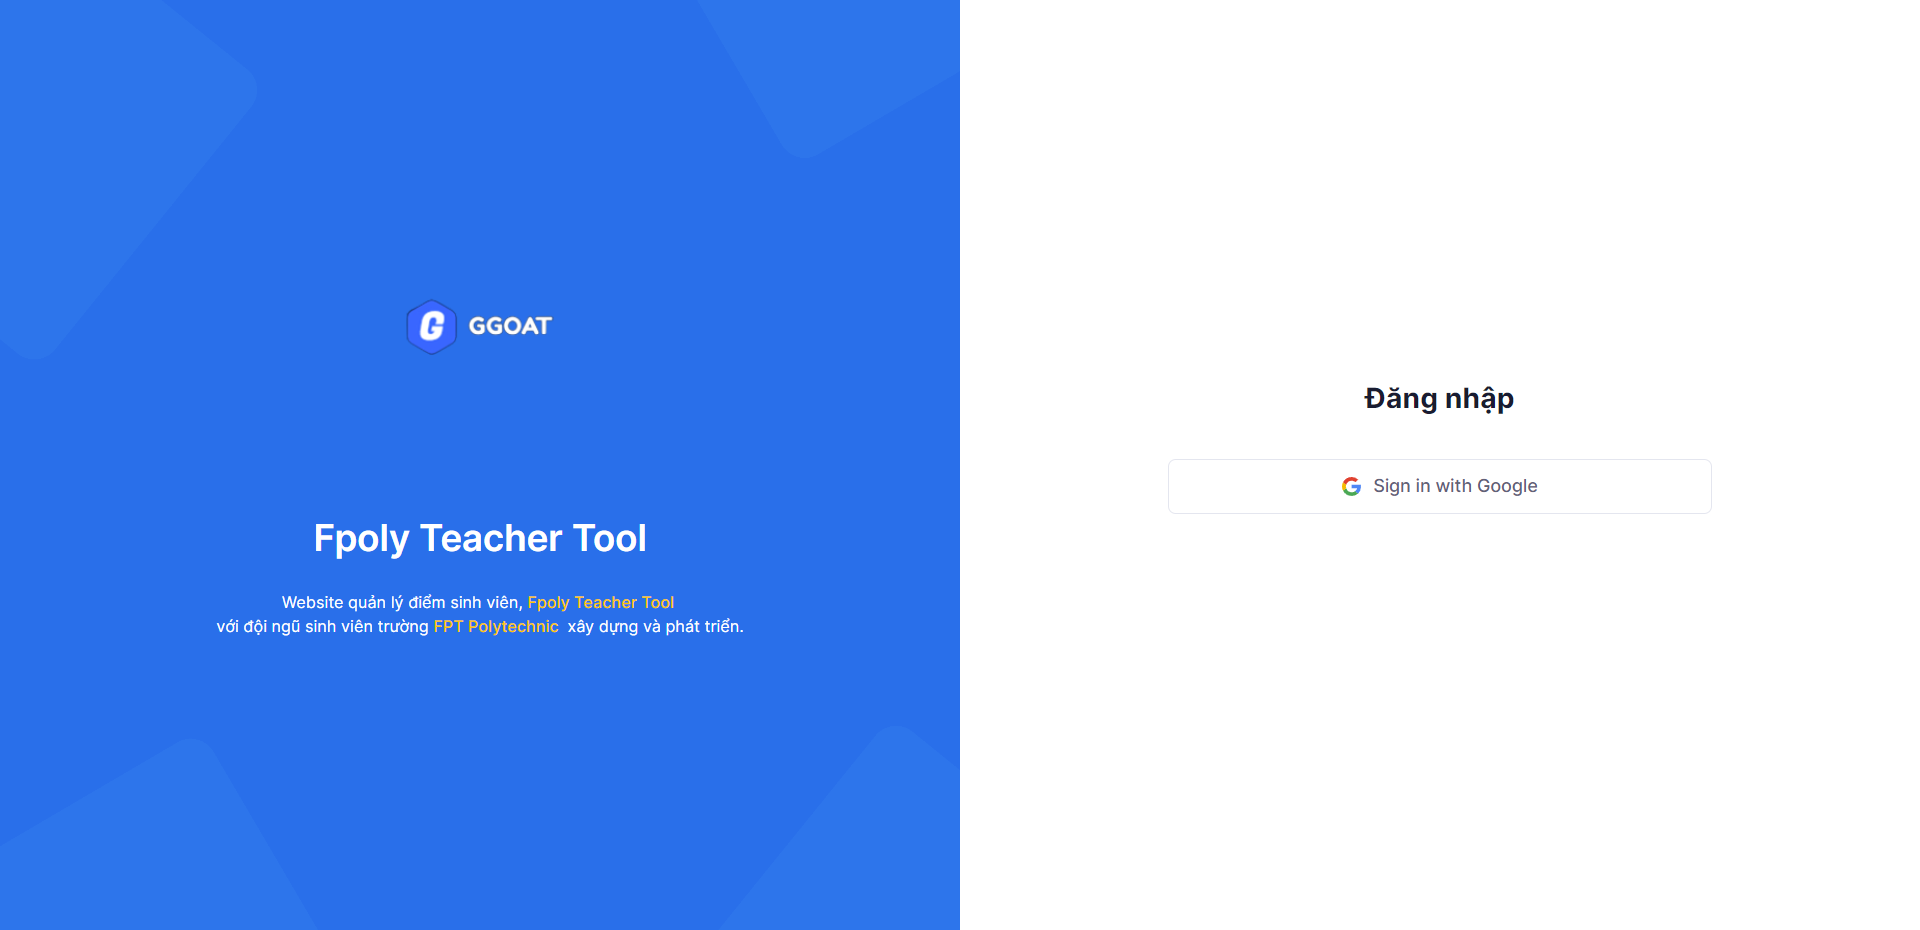 GGOAT
Fpoly Teacher Tool
Website quản lý điểm sinh viên, Fpoly Teacher Tool
với đội ngũ sinh viên trường FPT Polytechnic xây dựng và phát triển.
Đăng nhập
Sign in with Google